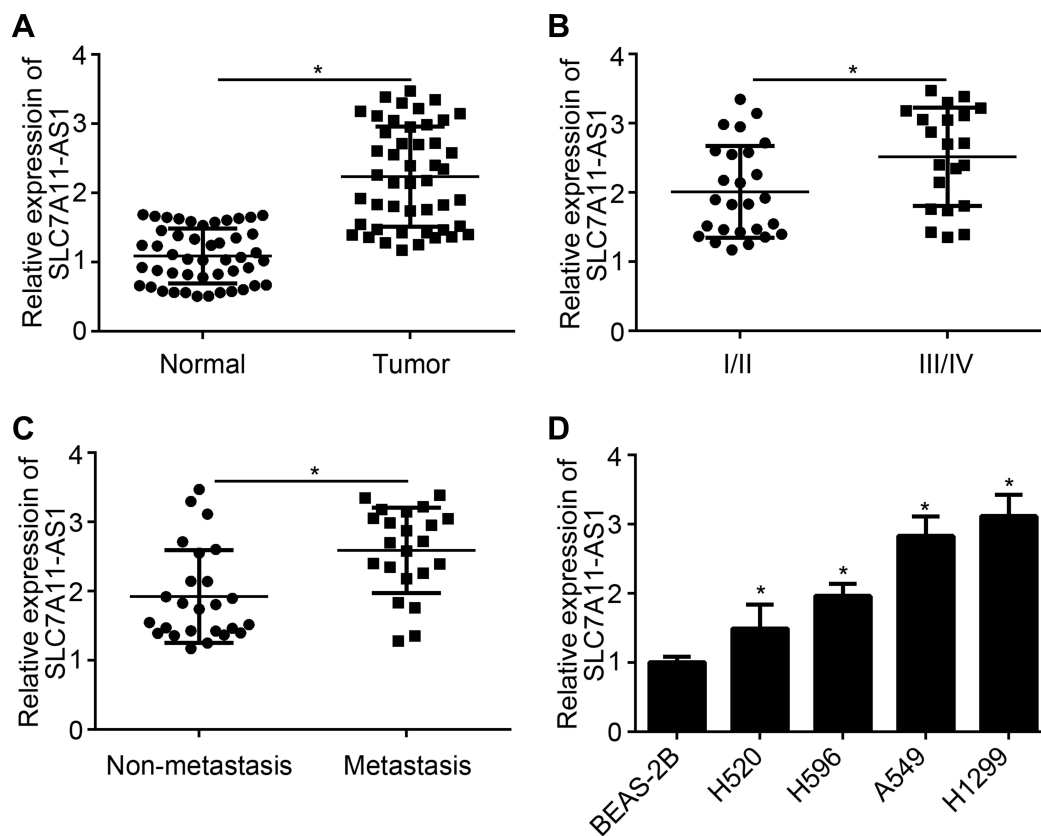 A
Relative expressioin of
SLC7A11-AS1
4
3
2
1
0
*
Normal
Tumor
B
Relative expressioin of
SLC7A11-AS1
4
3
2
1
0
*
I/II
III/IV
C
Relative expressioin of
SLC7A11-AS1
4
3
2
1
0
*
Non-metastasis
Metastasis
D
Relative expressioin of
SLC7A11-AS1
4
3
2
1
0
*
*
*
*
BEAS-2B
H520
H596
A549
H1299